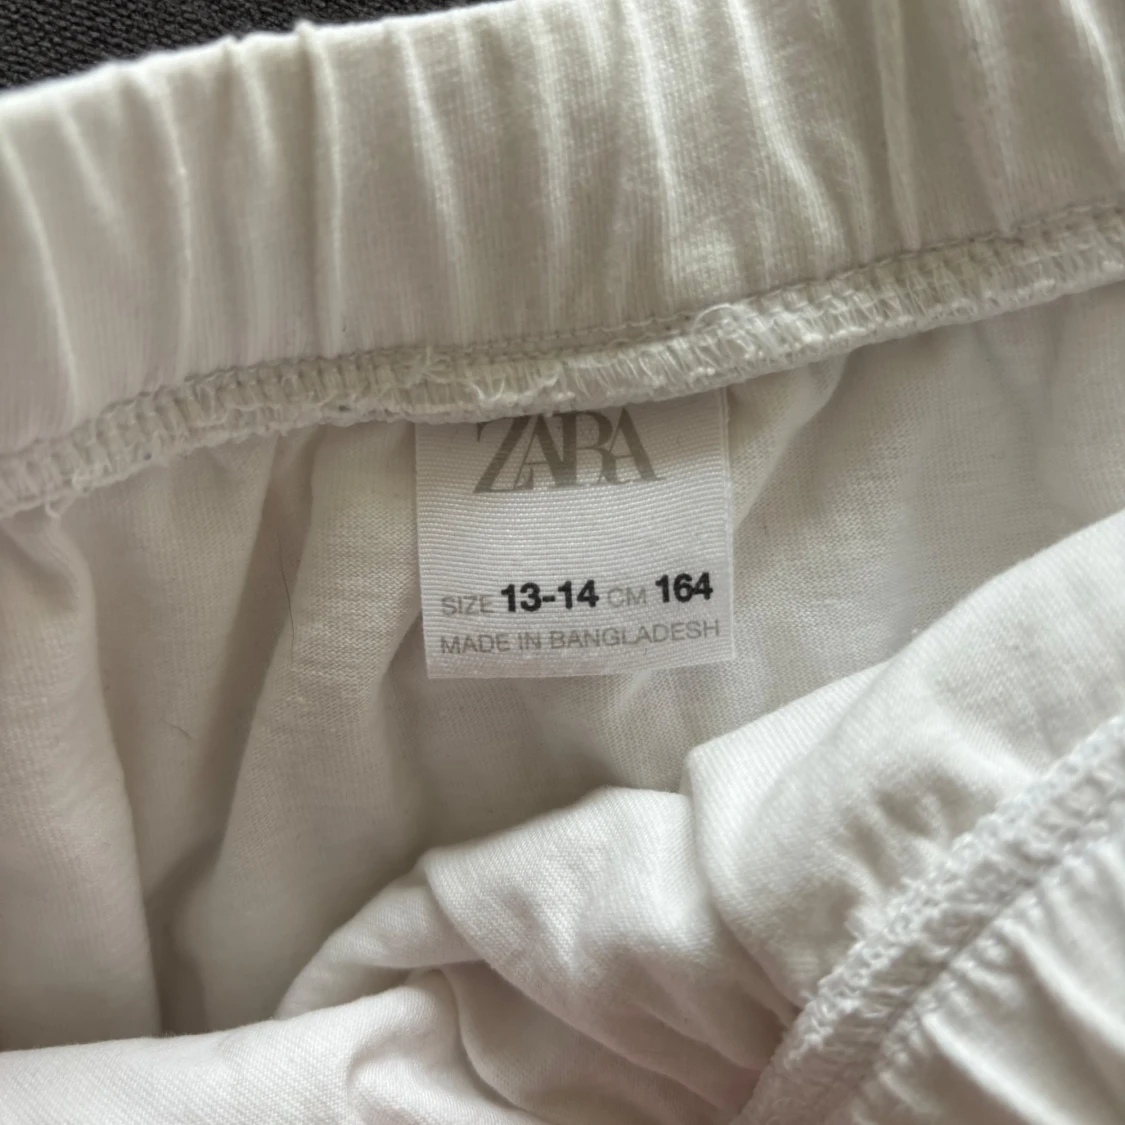 ZARA
SIZE 13-14 CM 164
MADE IN BANGLADESH